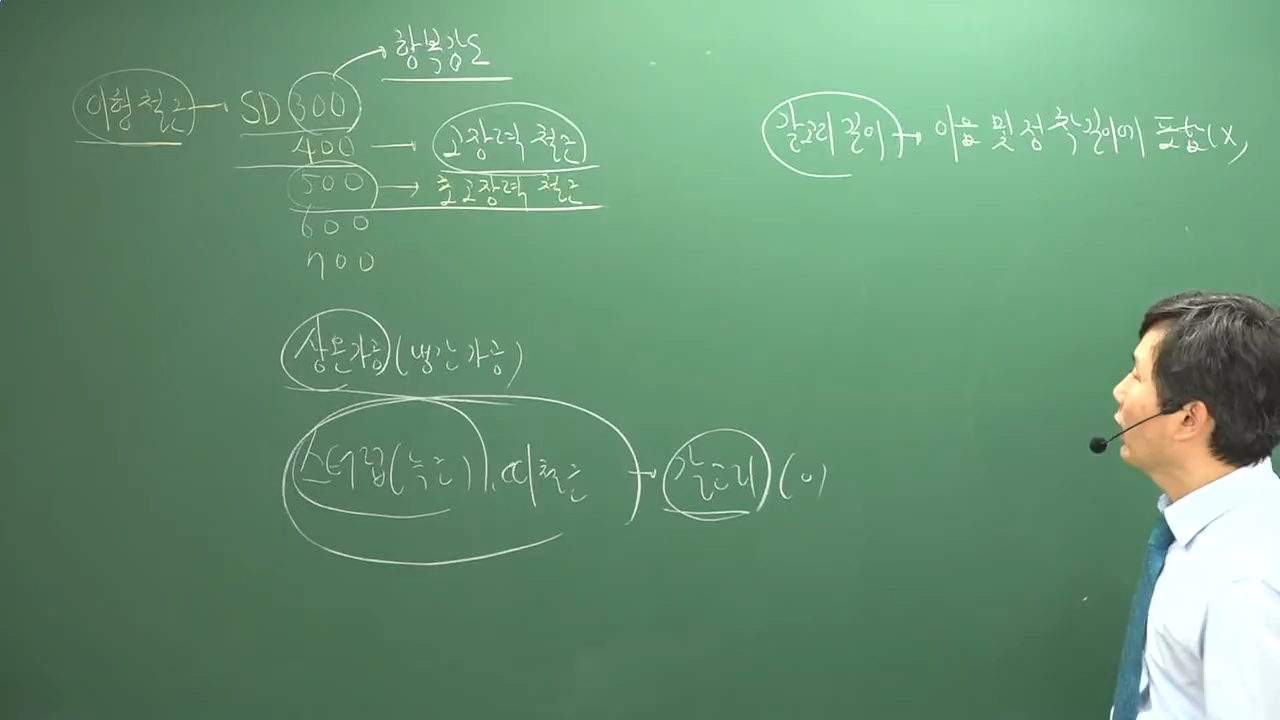 항복강도
이형철근 → SD 300
400 → 고장력 철근
500 → 초고장력 철근
600
700
상온가공 (냉간가공)
스터럽(늑근), 띠철근 → 갈고리 (O)
갈고리 길이 → 이음 및 정착길이에 포함(X)